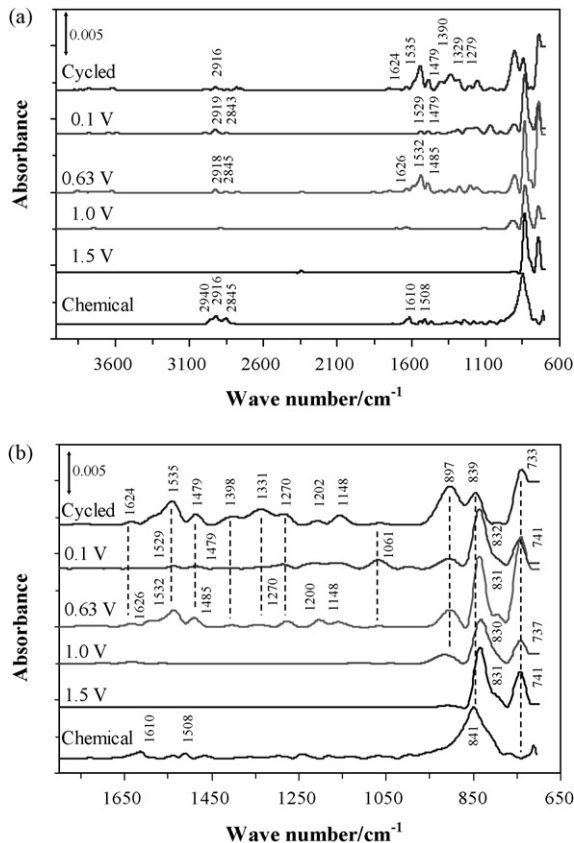 (a)
0.005
Absorbance
Cycled
2916
1624
1535
1479
1390
1329
1279
0.1 V
2919
2843
1529
1479
0.63 V
2918
2845
1626
1532
1485
1.0 V
1.5 V
Chemical
2940
2916
2845
1610
1508
3600 3100 2600 2100 1600 1100 600
Wave number/cm-1
(b)
0.005
Absorbance
Cycled
1624
1535
1479
1398
1331
1270
1202
1148
897
839
733
0.1 V
1529
1479
1061
832
741
0.63 V
1626
1532
1485
1270
1200
1148
831
1.0 V
830
737
1.5 V
831
741
Chemical
1610
1508
841
1650 1450 1250 1050 850 650
Wave number/cm-1